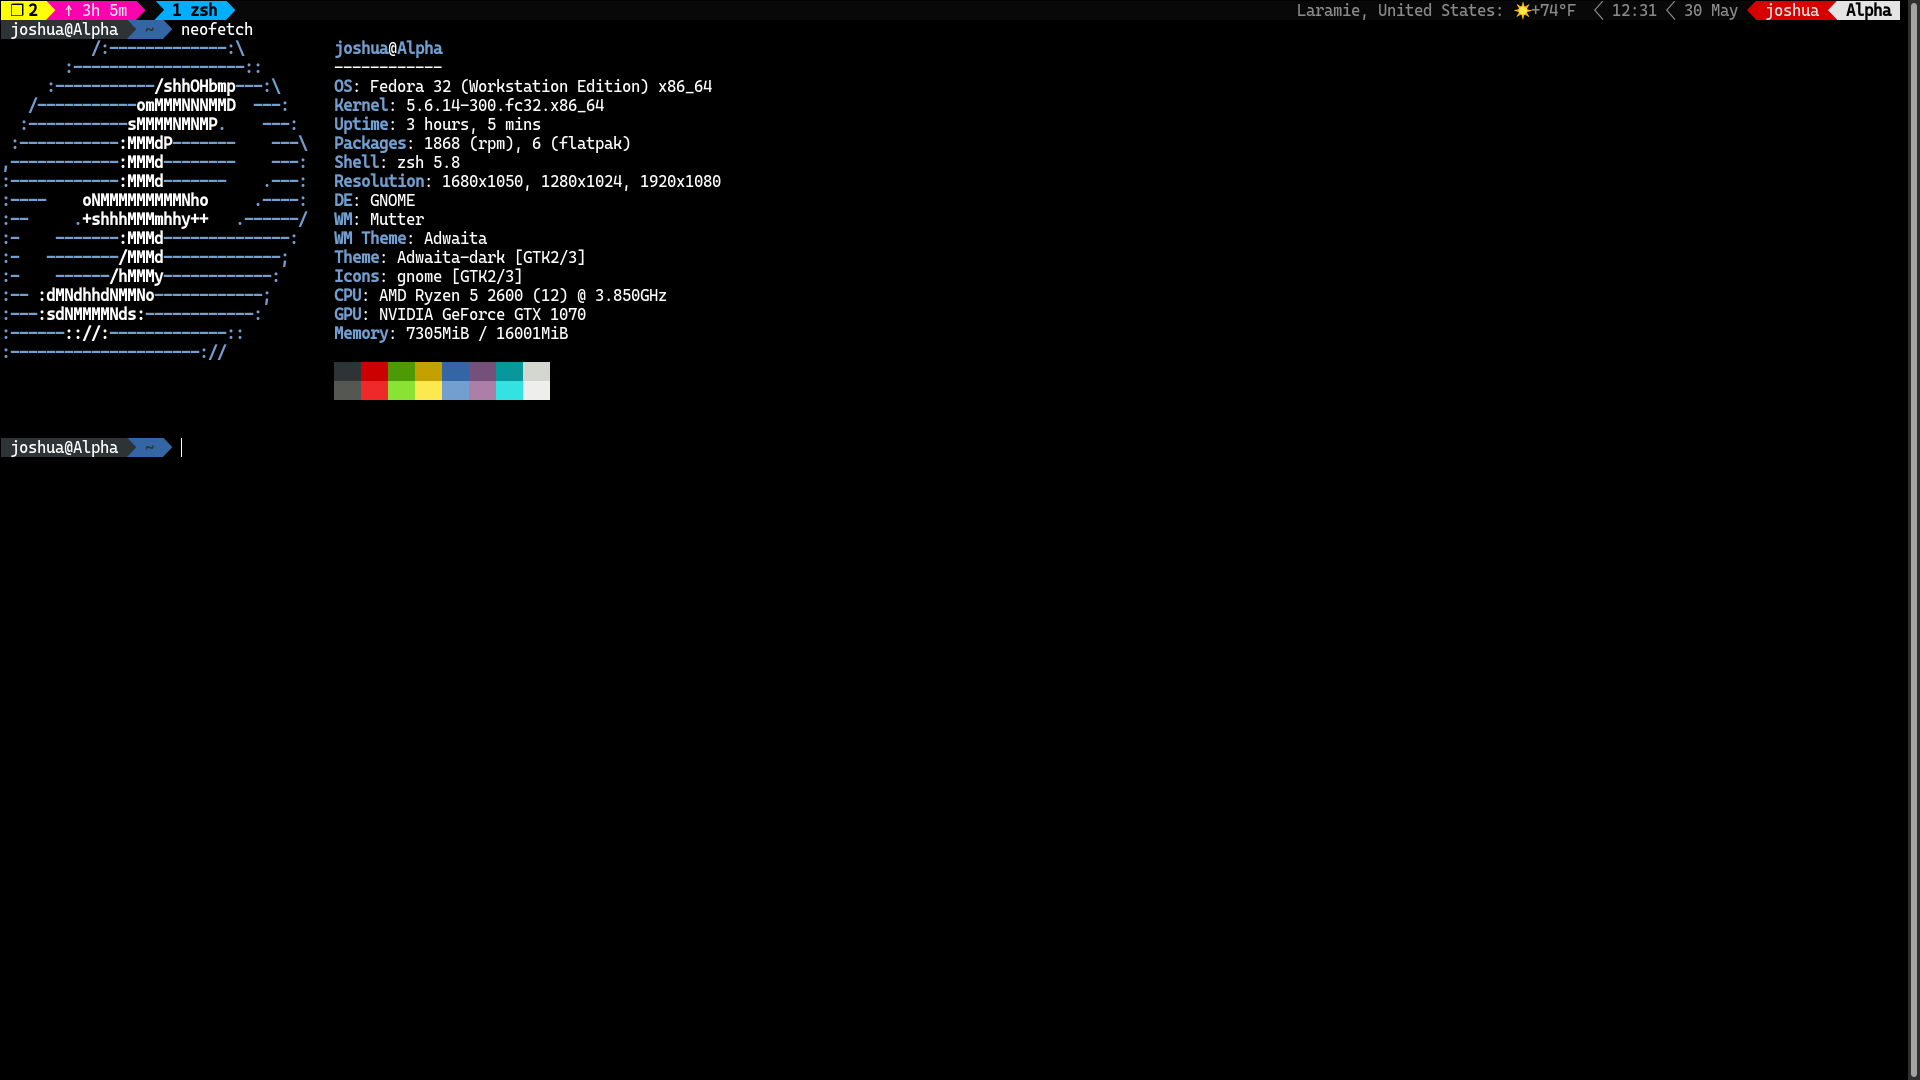 ❐ 2 ↑ 3h 5m 1 zsh Laramie, United States: ☀+74°F 12:31 30 May joshua Alpha
joshua@Alpha ~ neofetch
/:-------------:\ joshua@Alpha
:-------------------:: ------------
:-----------/shhOHbmp---:\ OS: Fedora 32 (Workstation Edition) x86_64
/-----------omMMMNNNMMD ---: Kernel: 5.6.14-300.fc32.x86_64
:-----------sMMMMNMNMP. ---: Uptime: 3 hours, 5 mins
:-----------:MMMdP------- ---\ Packages: 1868 (rpm), 6 (flatpak)
,------------:MMMd-------- ---: Shell: zsh 5.8
:------------:MMMd------- .---: Resolution: 1680x1050, 1280x1024, 1920x1080
:---- oNMMMMMMMMMNho .----: DE: GNOME
:-- .+shhhMMMmhhy++ .------/ WM: Mutter
:- -------:MMMd--------------: WM Theme: Adwaita
:- --------/MMMd-------------; Theme: Adwaita-dark [GTK2/3]
:- ------/hMMMy------------: Icons: gnome [GTK2/3]
:-- :dMNdhhdNMMNo------------; CPU: AMD Ryzen 5 2600 (12) @ 3.850GHz
:---:sdNMMMMNds:------------: GPU: NVIDIA GeForce GTX 1070
:------:://:-------------:: Memory: 7305MiB / 16001MiB
:---------------------://
joshua@Alpha ~